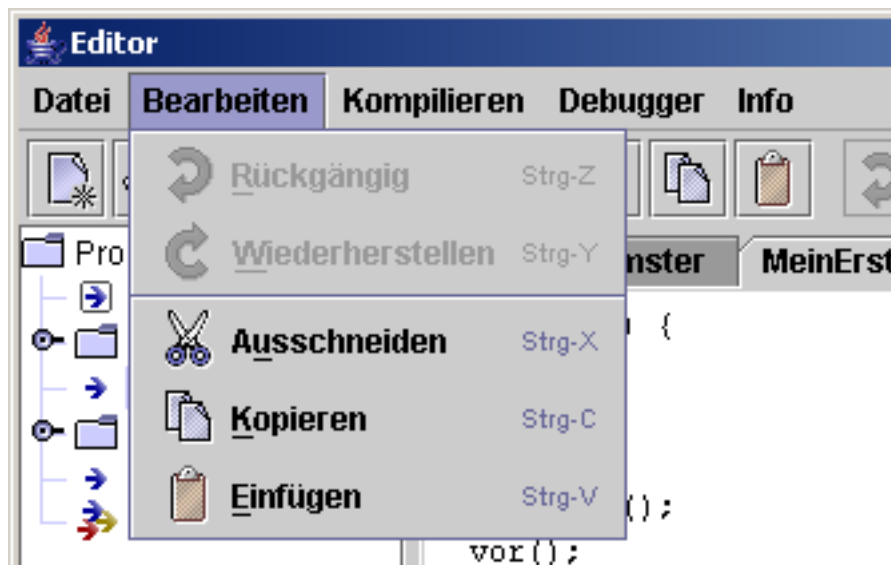 Editor
Datei Bearbeiten Kompilieren Debugger Info
Rückgängig Strg-Z
Wiederherstellen Strg-Y
Ausschneiden Strg-X
Kopieren Strg-C
Einfügen Strg-V
Pro
mster MeinErst
{
();
vor();